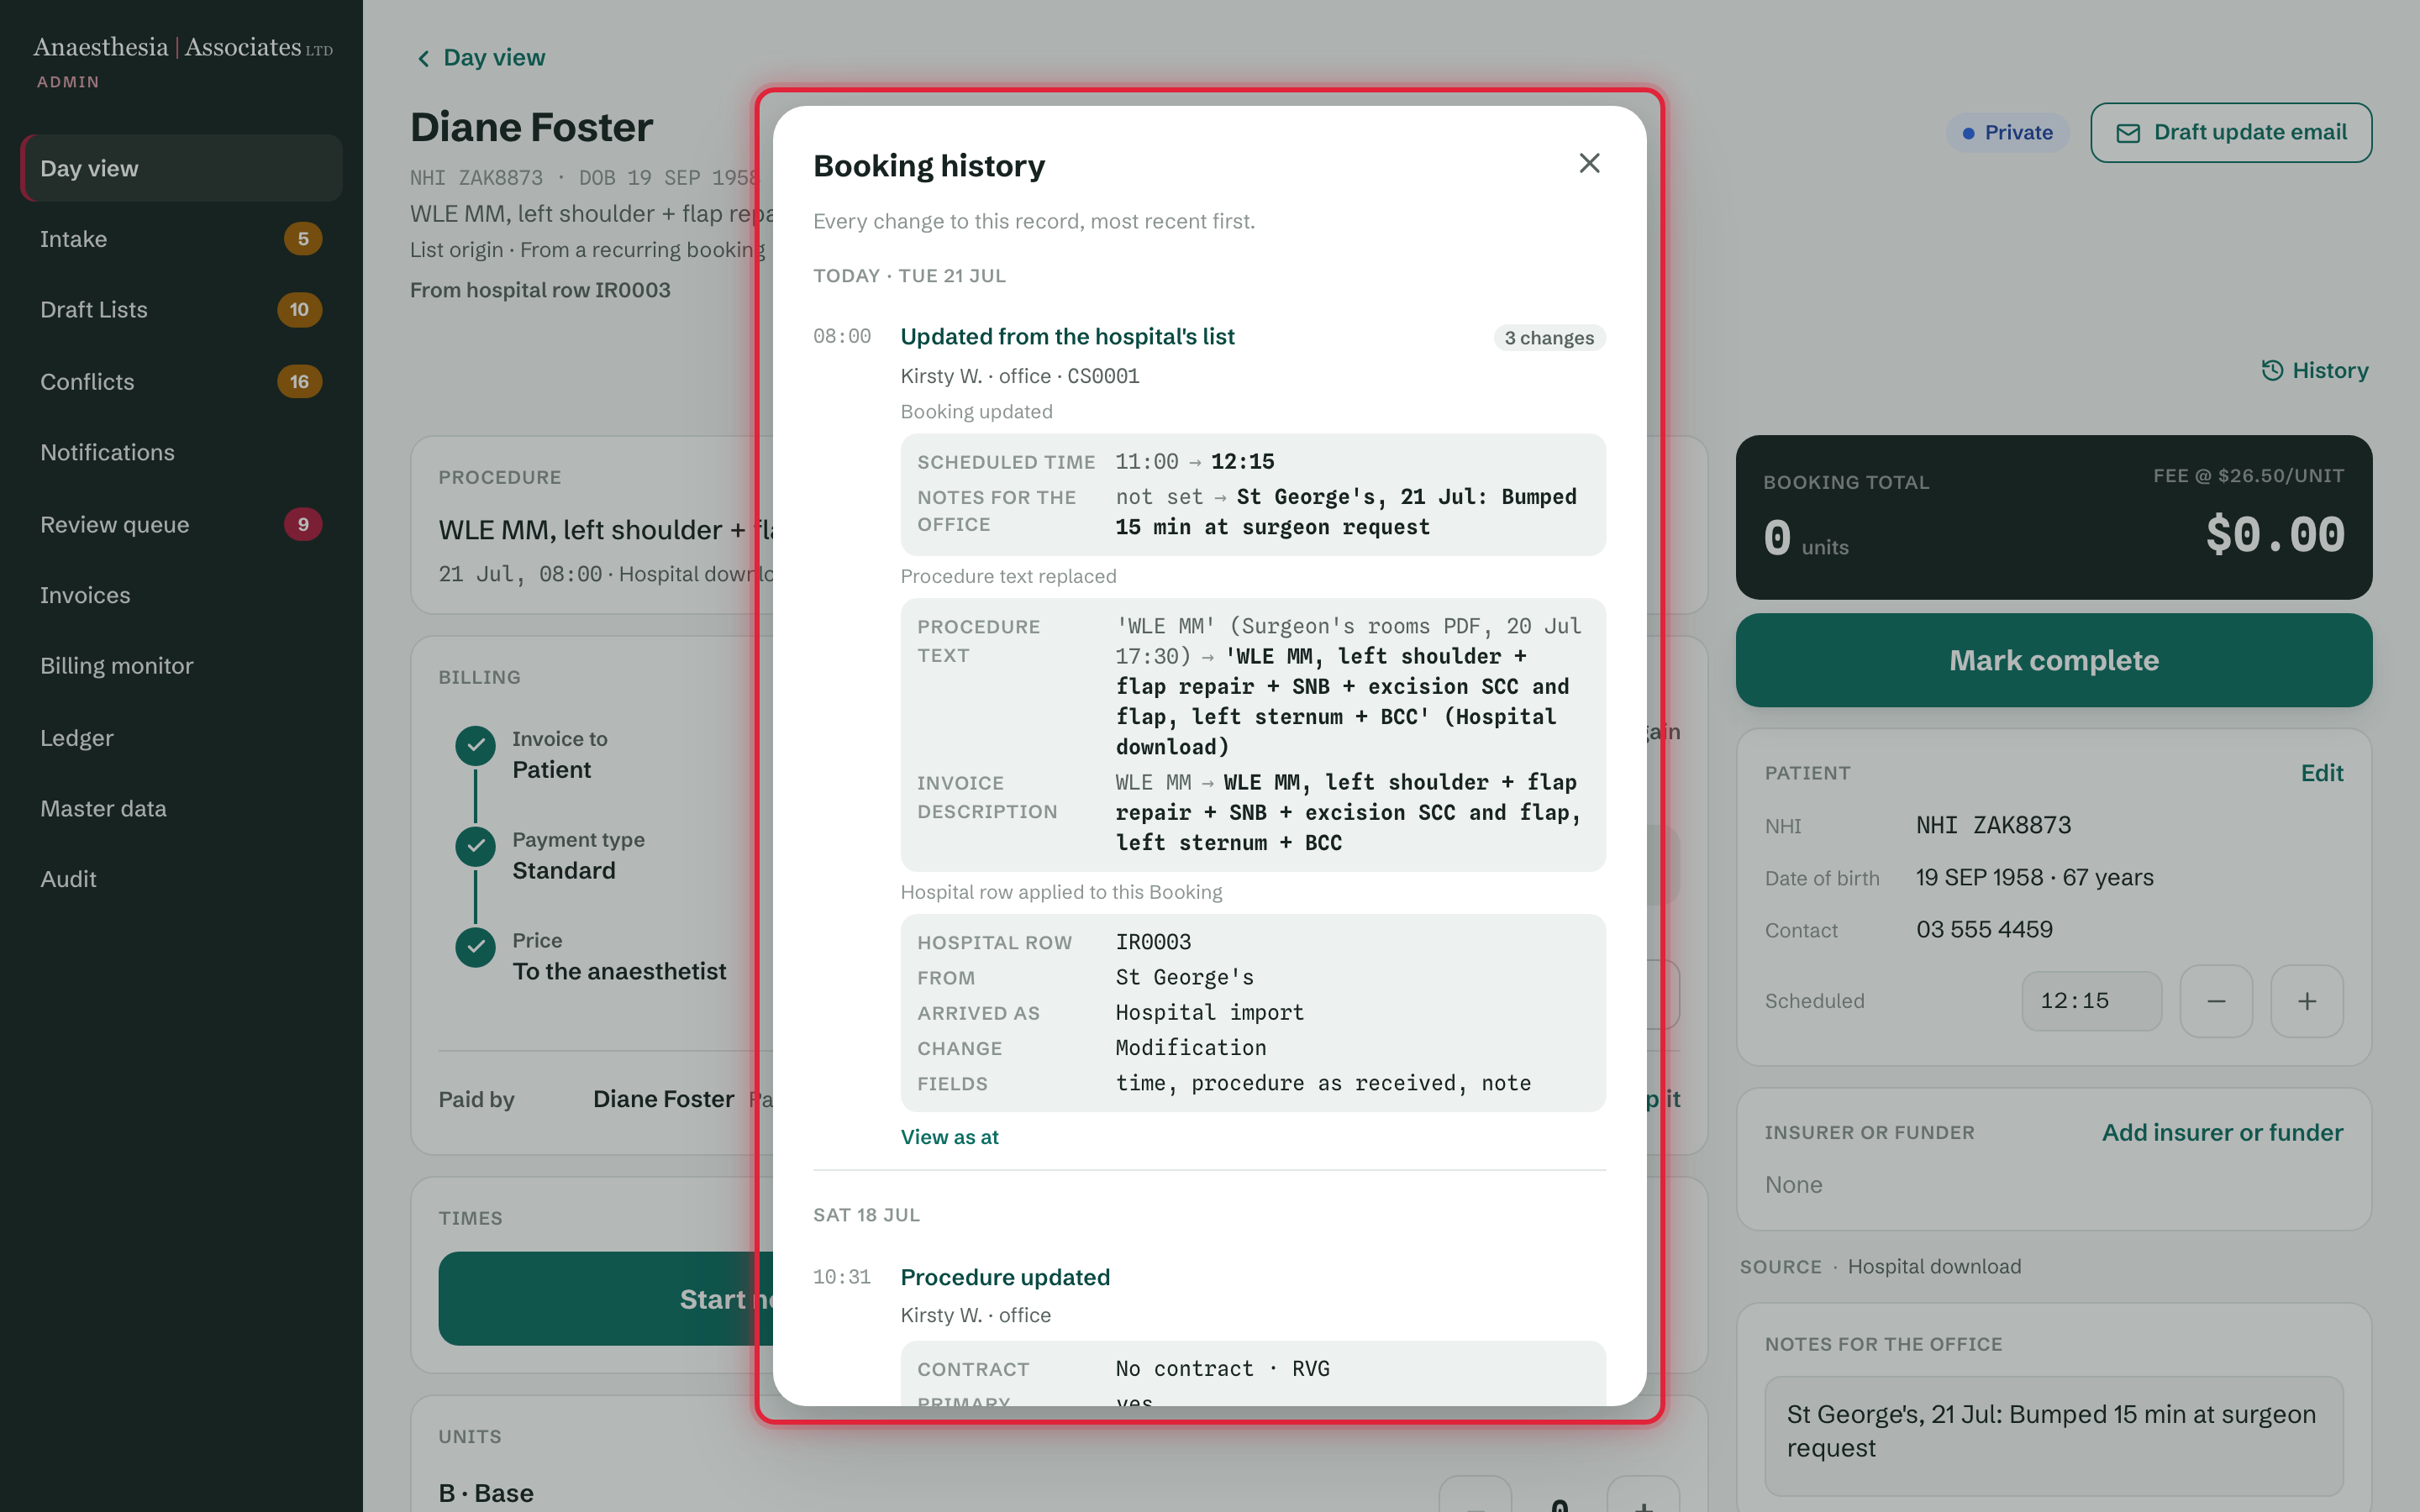 Anaesthesia | Associates LTD
ADMIN
Day view
Intake 5
Draft Lists 10
Conflicts 16
Notifications
Review queue 9
Invoices
Billing monitor
Ledger
Master data
Audit
Day view
Diane Foster
NHI ZAK8873 · DOB 19 SEP 1958
WLE MM, left shoulder + flap repa
List origin · From a recurring booking
From hospital row IR0003
Private
Draft update email
History
PROCEDURE
WLE MM, left shoulder + fla
21 Jul, 08:00 · Hospital downlo
BILLING
Invoice to
Patient
Payment type
Standard
Price
To the anaesthetist
Paid by Diane Foster Pa
TIMES
Start no
UNITS
B · Base
0
Booking history
Every change to this record, most recent first.
TODAY · TUE 21 JUL
08:00 Updated from the hospital's list 3 changes
Kirsty W. · office · CS0001
Booking updated
SCHEDULED TIME 11:00 → 12:15
NOTES FOR THE OFFICE not set → St George's, 21 Jul: Bumped
15 min at surgeon request
Procedure text replaced
PROCEDURE TEXT 'WLE MM' (Surgeon's rooms PDF, 20 Jul
17:30) → 'WLE MM, left shoulder +
flap repair + SNB + excision SCC and
flap, left sternum + BCC' (Hospital
download)
INVOICE DESCRIPTION WLE MM → WLE MM, left shoulder + flap
repair + SNB + excision SCC and flap,
left sternum + BCC
Hospital row applied to this Booking
HOSPITAL ROW IR0003
FROM St George's
ARRIVED AS Hospital import
CHANGE Modification
FIELDS time, procedure as received, note
View as at
SAT 18 JUL
10:31 Procedure updated
Kirsty W. · office
CONTRACT No contract · RVG
PRIMARY yes
BOOKING TOTAL FEE @ $26.50/UNIT
0 units $0.00
Mark complete
PATIENT Edit
NHI NHI ZAK8873
Date of birth 19 SEP 1958 · 67 years
Contact 03 555 4459
Scheduled 12:15
INSURER OR FUNDER Add insurer or funder
None
SOURCE · Hospital download
NOTES FOR THE OFFICE
St George's, 21 Jul: Bumped 15 min at surgeon
request